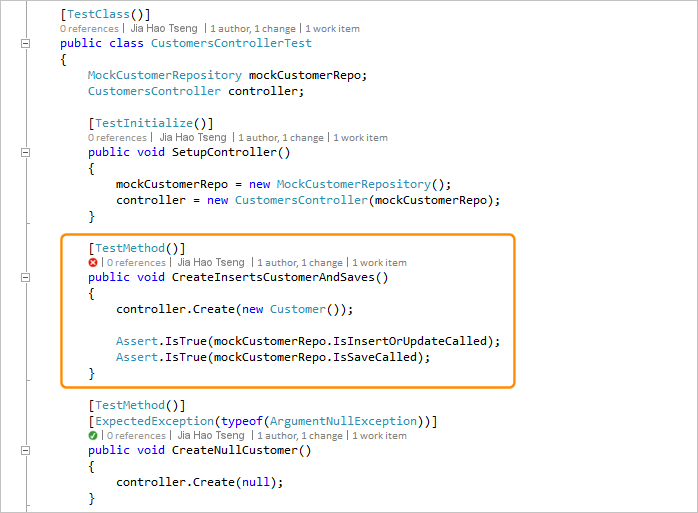 [TestClass()]
0 references | Jia Hao Tseng | 1 author, 1 change | 1 work item
public class CustomersControllerTest
{
MockCustomerRepository mockCustomerRepo;
CustomersController controller;
[TestInitialize()]
0 references | Jia Hao Tseng | 1 author, 1 change | 1 work item
public void SetupController()
{
mockCustomerRepo = new MockCustomerRepository();
controller = new CustomersController(mockCustomerRepo);
}
[TestMethod()]
| 0 references | Jia Hao Tseng | 1 author, 1 change | 1 work item
public void CreateInsertsCustomerAndSaves()
{
controller.Create(new Customer());
Assert.IsTrue(mockCustomerRepo.IsInsertOrUpdateCalled);
Assert.IsTrue(mockCustomerRepo.IsSaveCalled);
}
[TestMethod()]
[ExpectedException(typeof(ArgumentNullException))]
| 0 references | Jia Hao Tseng | 1 author, 1 change | 1 work item
public void CreateNullCustomer()
{
controller.Create(null);
}